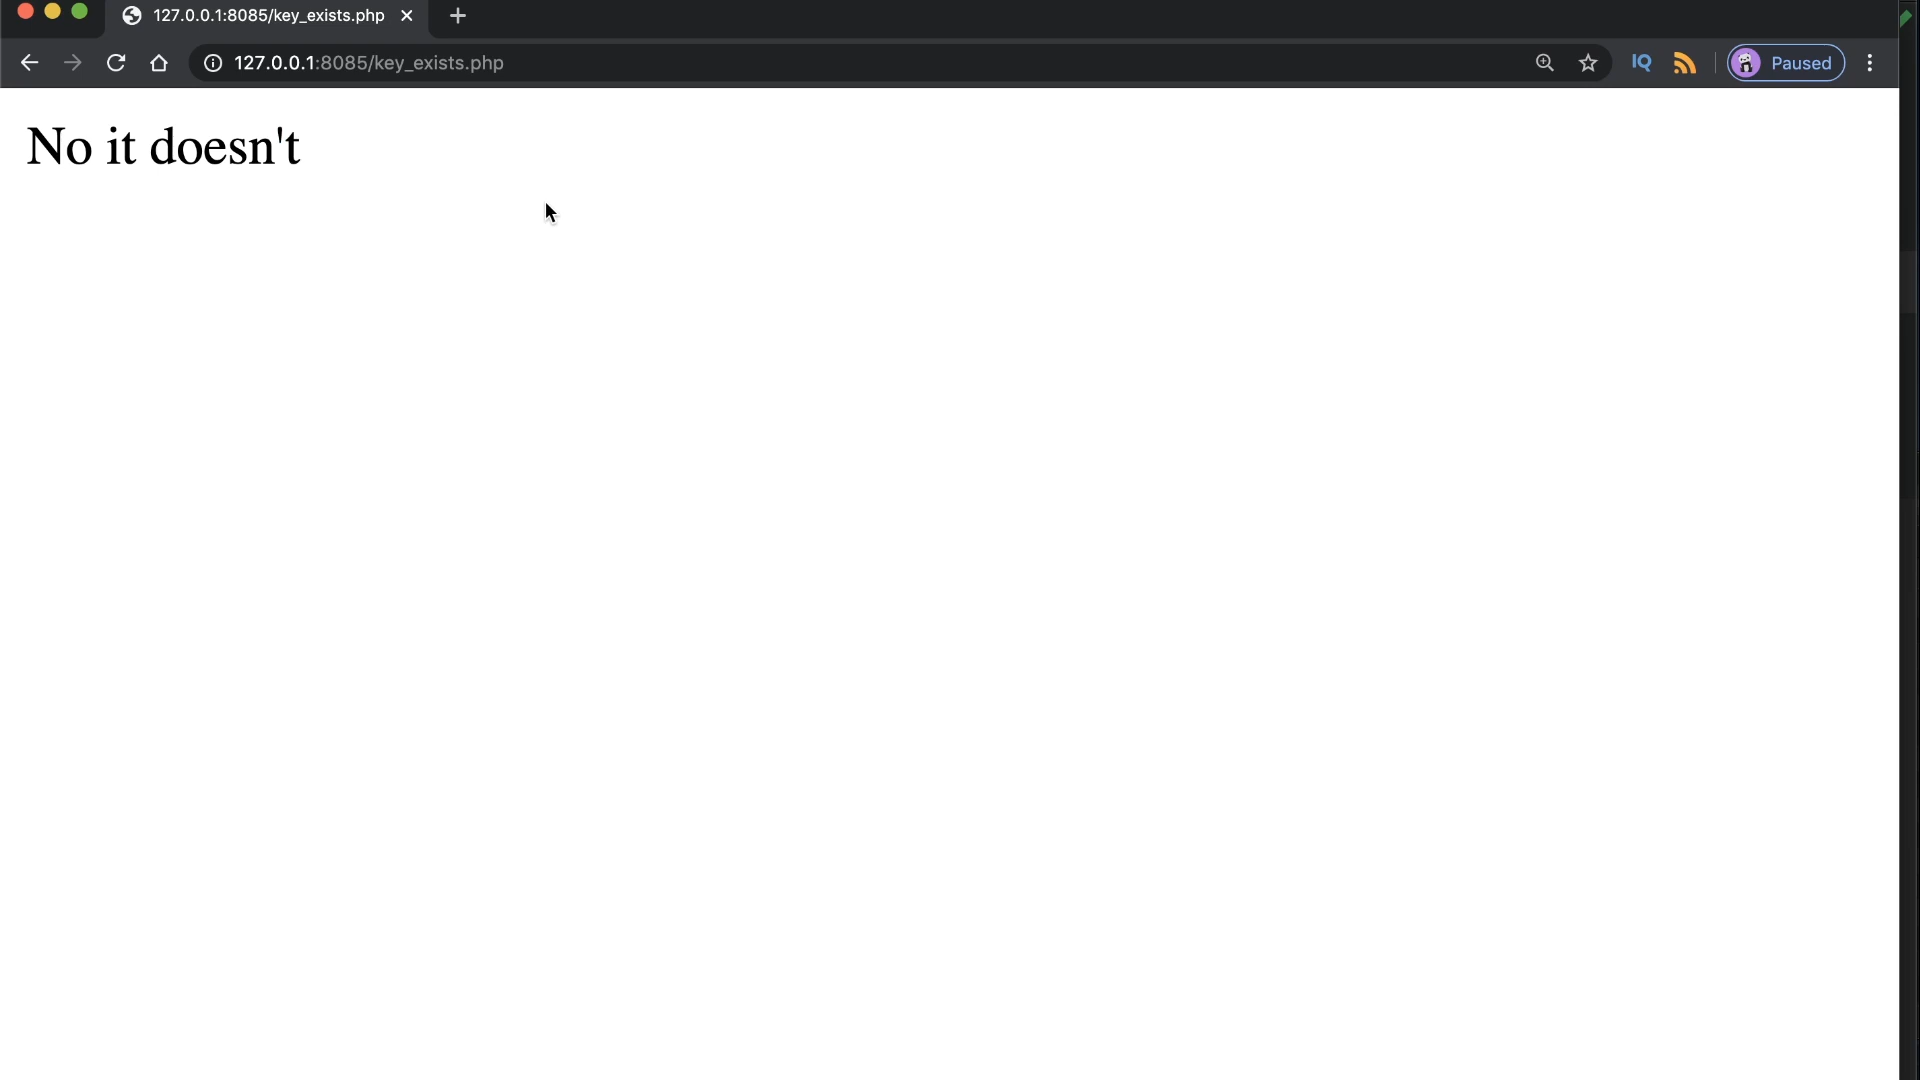 127.0.0.1:8085/key_exists.php
127.0.0.1:8085/key_exists.php
IQ
Paused
No it doesn't